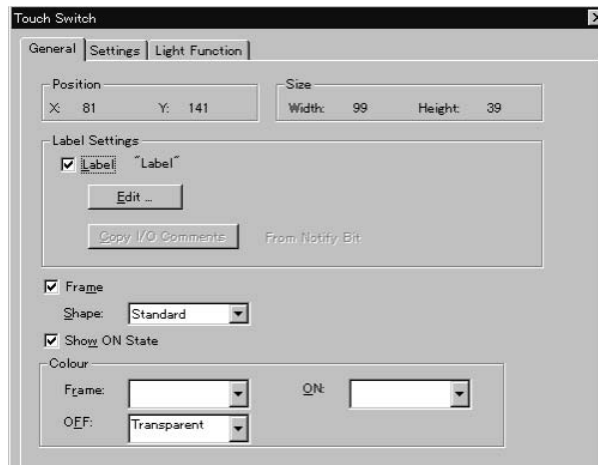 Touch Switch
General Settings Light Function
Position
X: 81 Y: 141
Size
Width: 99 Height: 39
Label Settings
Label "Label"
Edit ...
Copy I/O Comments From Notify Bit
Frame
Shape: Standard
Show ON State
Colour
Frame: ON:
OFF: Transparent